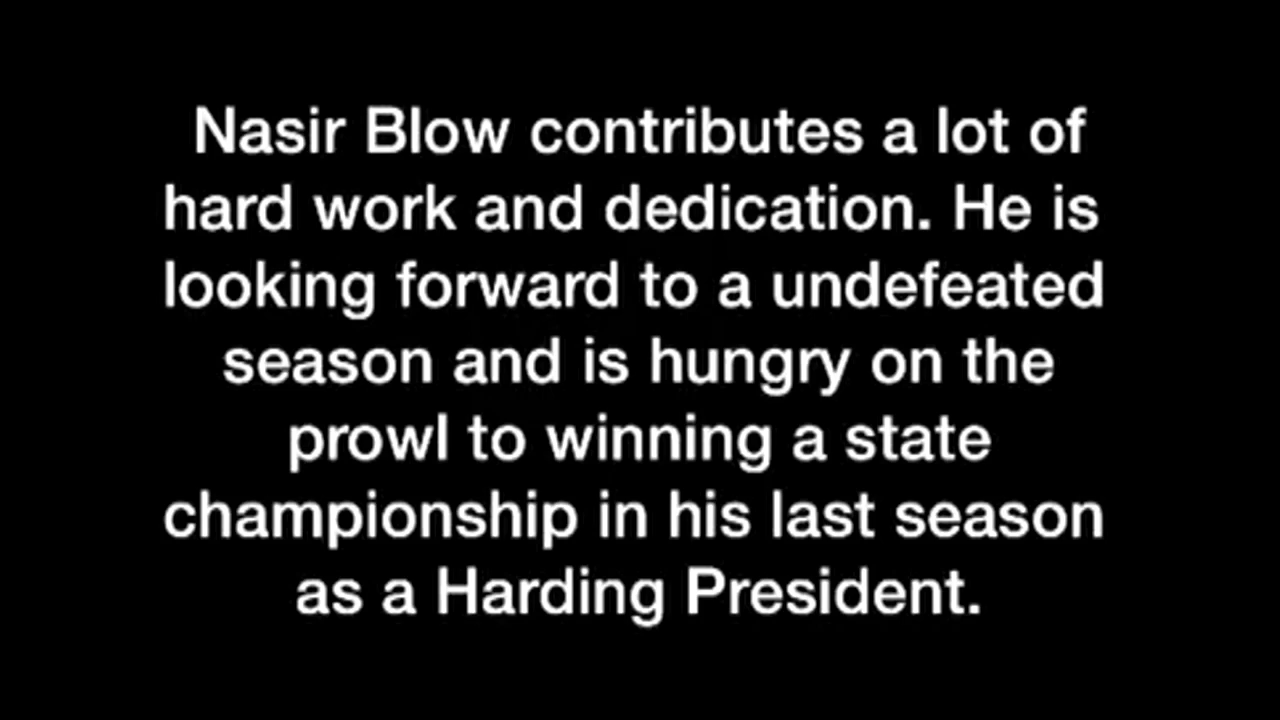 Nasir Blow contributes a lot of
hard work and dedication. He is
looking forward to a undefeated
season and is hungry on the
prowl to winning a state
championship in his last season
as a Harding President.